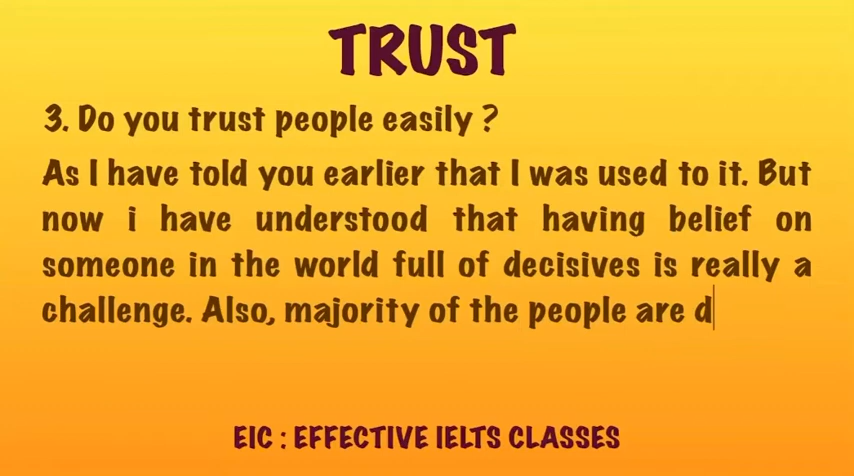 TRUST
3. Do you trust people easily ?
As I have told you earlier that I was used to it. But
now i have understood that having belief on
someone in the world full of decisives is really a
challenge. Also, majority of the people are d
EIC : EFFECTIVE IELTS CLASSES